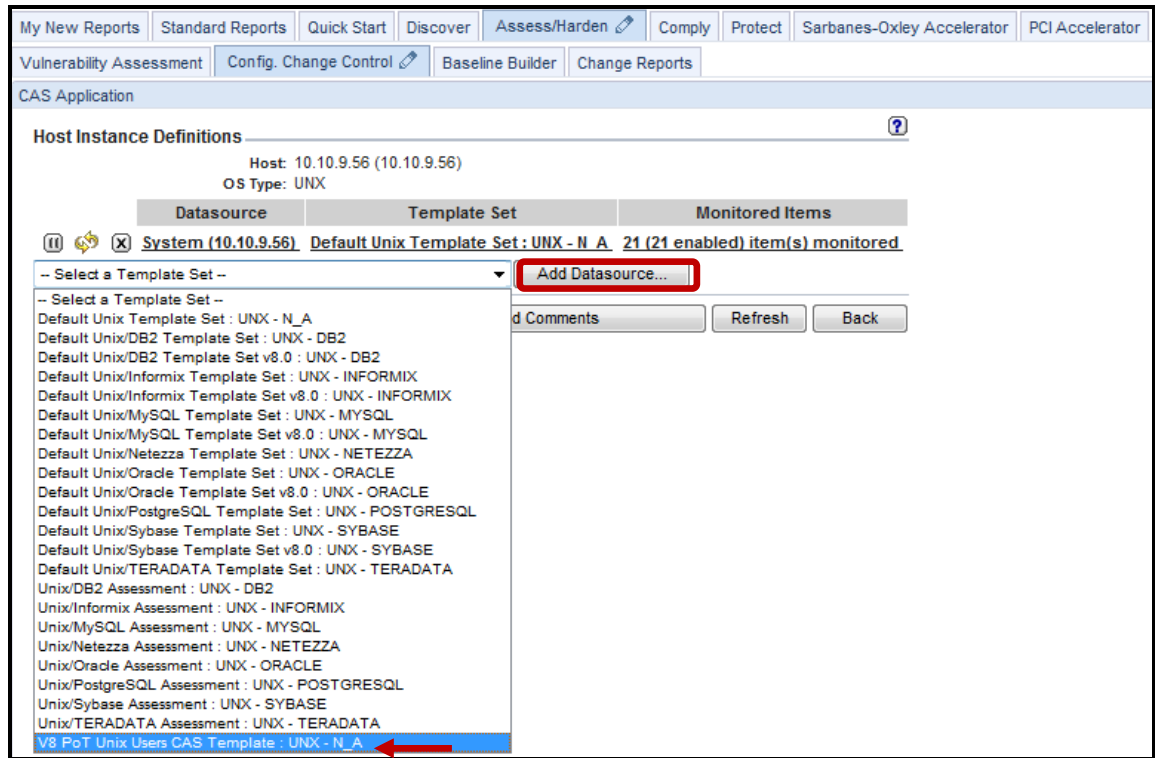 My New Reports Standard Reports Quick Start Discover Assess/Harden Comply Protect Sarbanes-Oxley Accelerator PCI Accelerator
Vulnerability Assessment Config. Change Control Baseline Builder Change Reports
CAS Application
Host Instance Definitions ?
Host: 10.10.9.56 (10.10.9.56)
OS Type: UNX
Datasource Template Set Monitored Items
System (10.10.9.56) Default Unix Template Set : UNX - N_A 21 (21 enabled) item(s) monitored
-- Select a Template Set -- Add Datasource...
-- Select a Template Set --
Default Unix Template Set : UNX - N_A
d Comments Refresh Back
Default Unix/DB2 Template Set : UNX - DB2
Default Unix/DB2 Template Set v8.0 : UNX - DB2
Default Unix/Informix Template Set : UNX - INFORMIX
Default Unix/Informix Template Set v8.0 : UNX - INFORMIX
Default Unix/MySQL Template Set : UNX - MYSQL
Default Unix/MySQL Template Set v8.0 : UNX - MYSQL
Default Unix/Netezza Template Set : UNX - NETEZZA
Default Unix/Oracle Template Set : UNX - ORACLE
Default Unix/Oracle Template Set v8.0 : UNX - ORACLE
Default Unix/PostgreSQL Template Set : UNX - POSTGRESQL
Default Unix/Sybase Template Set : UNX - SYBASE
Default Unix/Sybase Template Set v8.0 : UNX - SYBASE
Default Unix/TERADATA Template Set : UNX - TERADATA
Unix/DB2 Assessment : UNX - DB2
Unix/Informix Assessment : UNX - INFORMIX
Unix/MySQL Assessment : UNX - MYSQL
Unix/Netezza Assessment : UNX - NETEZZA
Unix/Oracle Assessment : UNX - ORACLE
Unix/PostgreSQL Assessment : UNX - POSTGRESQL
Unix/Sybase Assessment : UNX - SYBASE
Unix/TERADATA Assessment : UNX - TERADATA
V8 PoT Unix Users CAS Template : UNX - N_A